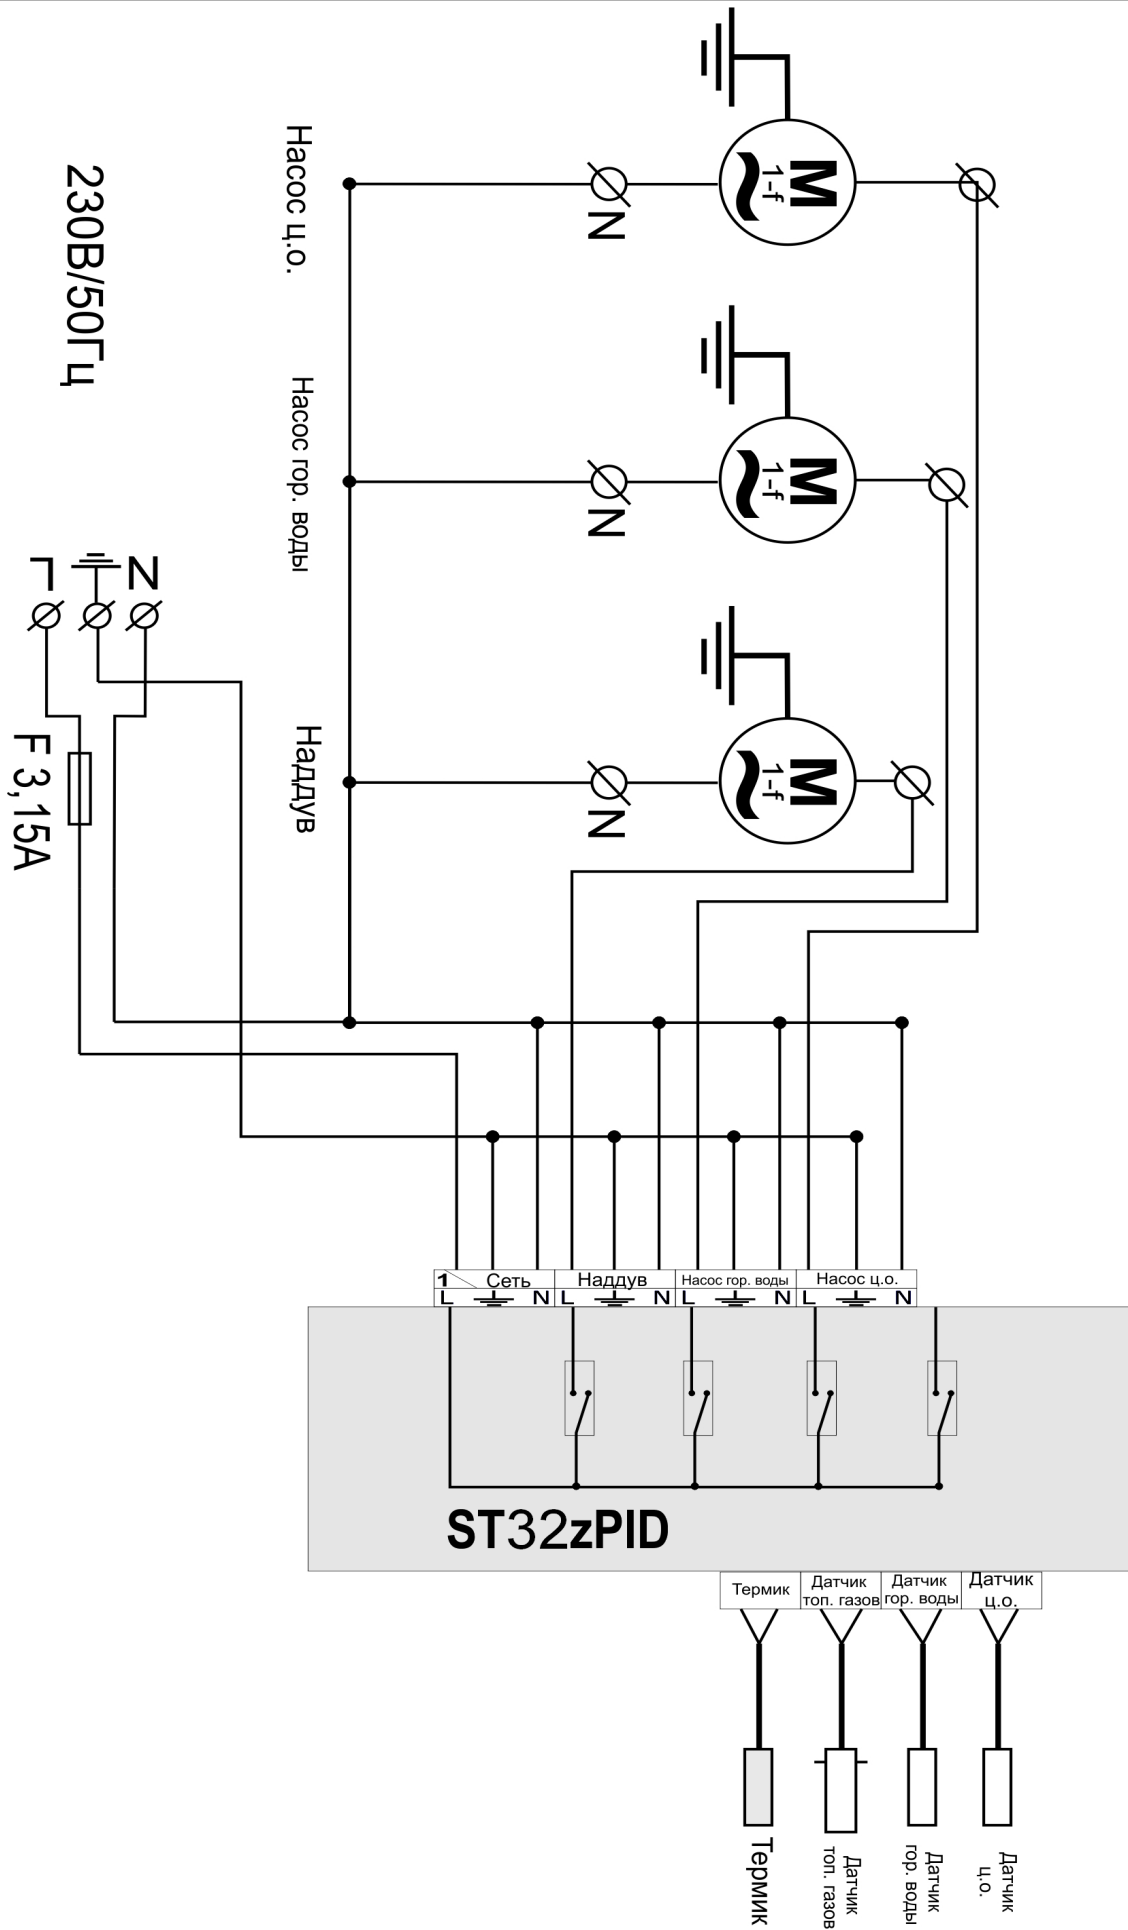 Насос ц.о.
M
1-f
N
230В/50Гц
Насос гор. воды
M
1-f
N
L
N
Наддув
M
1-f
N
F 3,15A
1
Сеть
Наддув
Насос гор. воды
Насос ц.о.
L N L N L N L N
ST32zPID
Термик
Датчик
топ. газов
Датчик
гор. воды
Датчик
ц.о.
Термик
Датчик
топ. газов
Датчик
гор. воды
Датчик
ц.о.